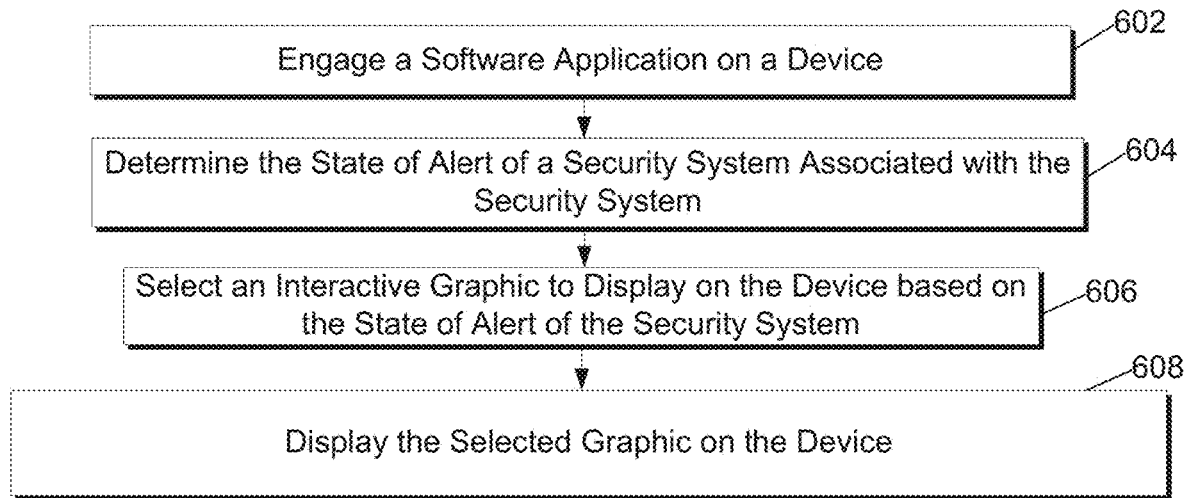 602
Engage a Software Application on a Device
604
Determine the State of Alert of a Security System Associated with the
Security System
606
Select an Interactive Graphic to Display on the Device based on
the State of Alert of the Security System
608
Display the Selected Graphic on the Device